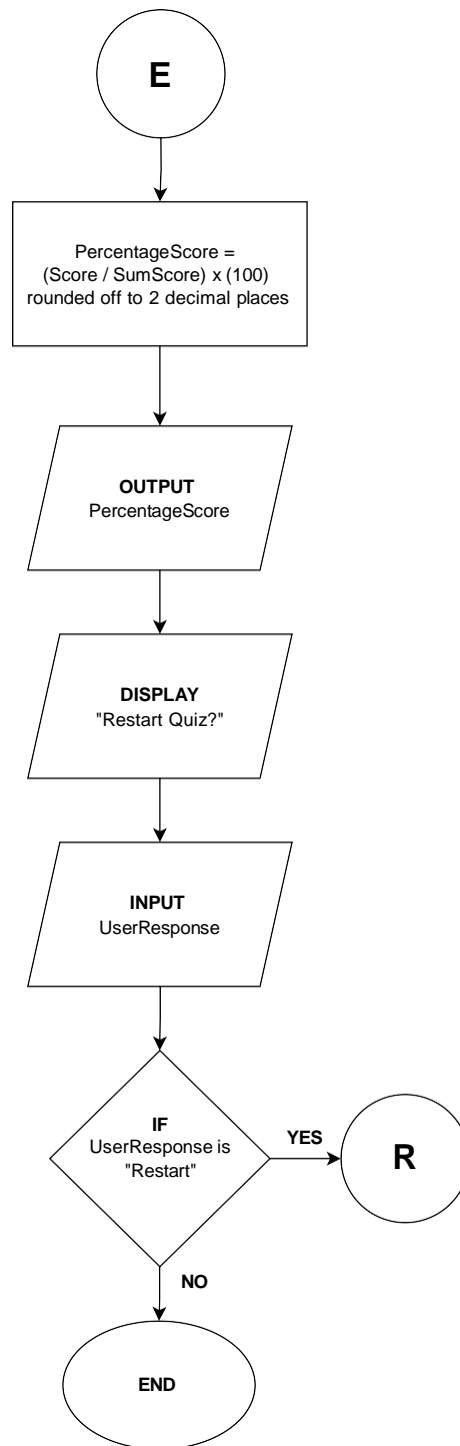 E
PercentageScore =
(Score / SumScore) x (100)
rounded off to 2 decimal places
OUTPUT
PercentageScore
DISPLAY
"Restart Quiz?"
INPUT
UserResponse
IF
UserResponse is
"Restart"
YES
R
NO
END